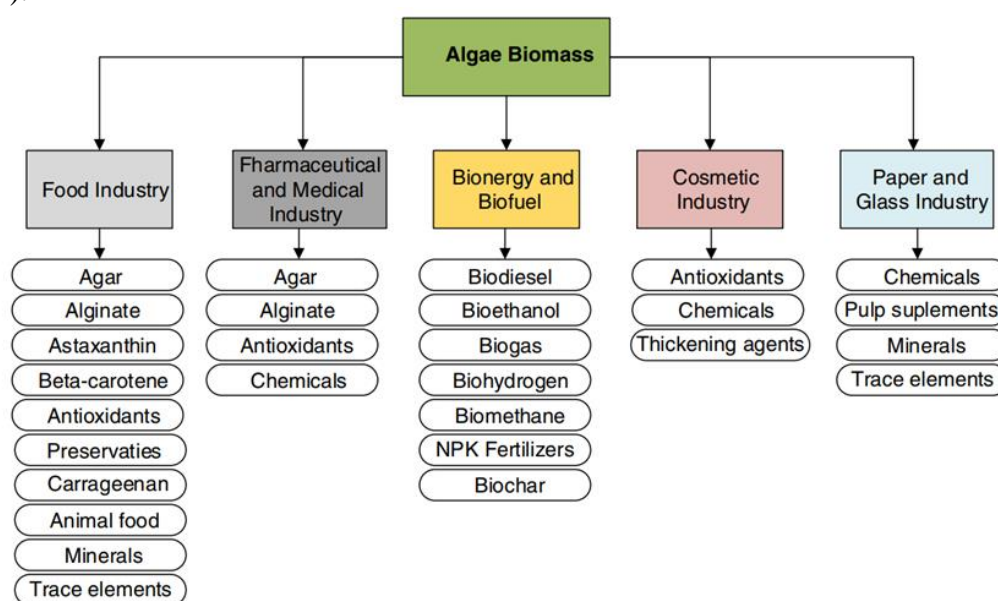 ).
Algae Biomass
Food Industry
Fharmaceutical
and Medical
Industry
Bionergy and
Biofuel
Cosmetic
Industry
Paper and
Glass Industry
Agar
Alginate
Astaxanthin
Beta-carotene
Antioxidants
Preservaties
Carrageenan
Animal food
Minerals
Trace elements
Agar
Alginate
Antioxidants
Chemicals
Biodiesel
Bioethanol
Biogas
Biohydrogen
Biomethane
NPK Fertilizers
Biochar
Antioxidants
Chemicals
Thickening agents
Chemicals
Pulp suplements
Minerals
Trace elements